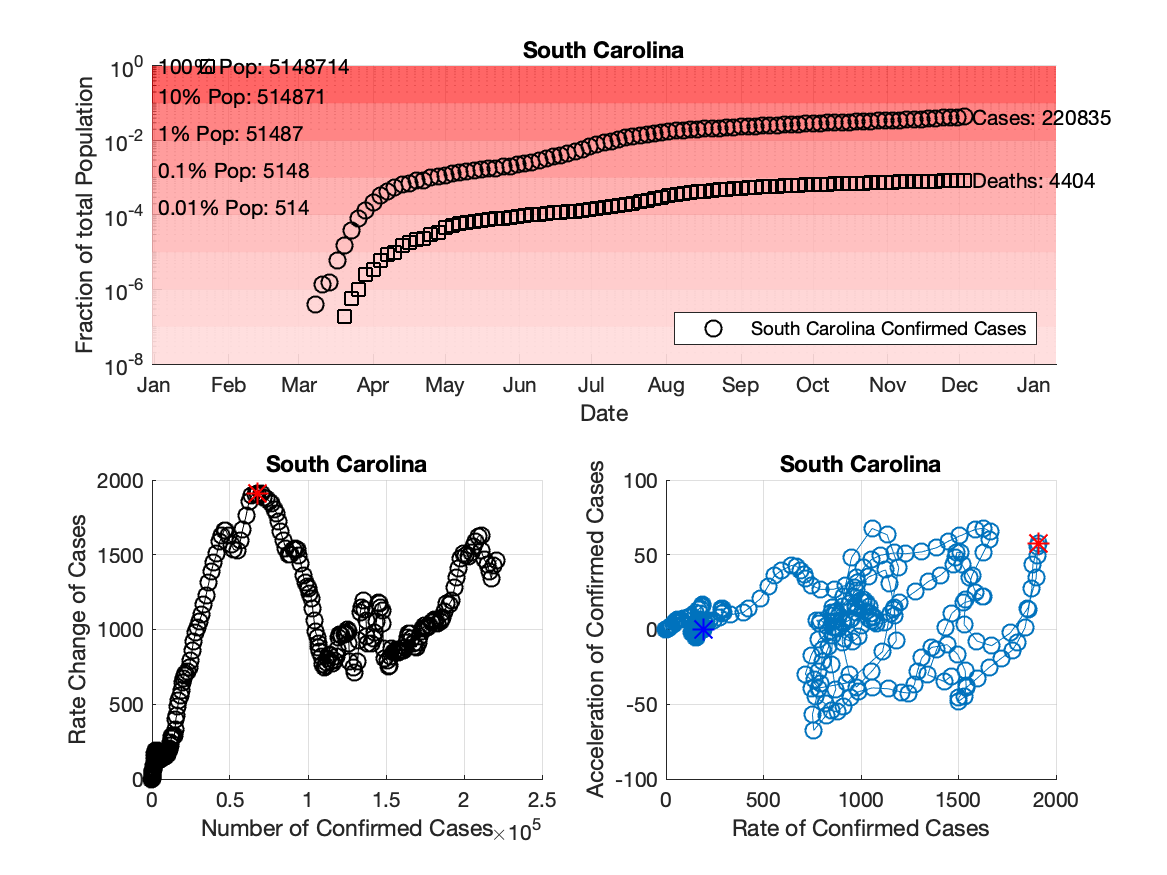 South Carolina
10^0
10^-2
10^-4
10^-6
10^-8
Fraction of total Population
100% Pop: 5148714
10% Pop: 514871
1% Pop: 51487
0.1% Pop: 5148
0.01% Pop: 514
Cases: 220835
Deaths: 4404
South Carolina Confirmed Cases
Jan Feb Mar Apr May Jun Jul Aug Sep Oct Nov Dec Jan
Date
South Carolina
2000
1500
1000
500
0
Rate Change of Cases
0 0.5 1 1.5 2 2.5
Number of Confirmed Cases ×10^5
South Carolina
100
50
0
-50
-100
Acceleration of Confirmed Cases
0 500 1000 1500 2000
Rate of Confirmed Cases